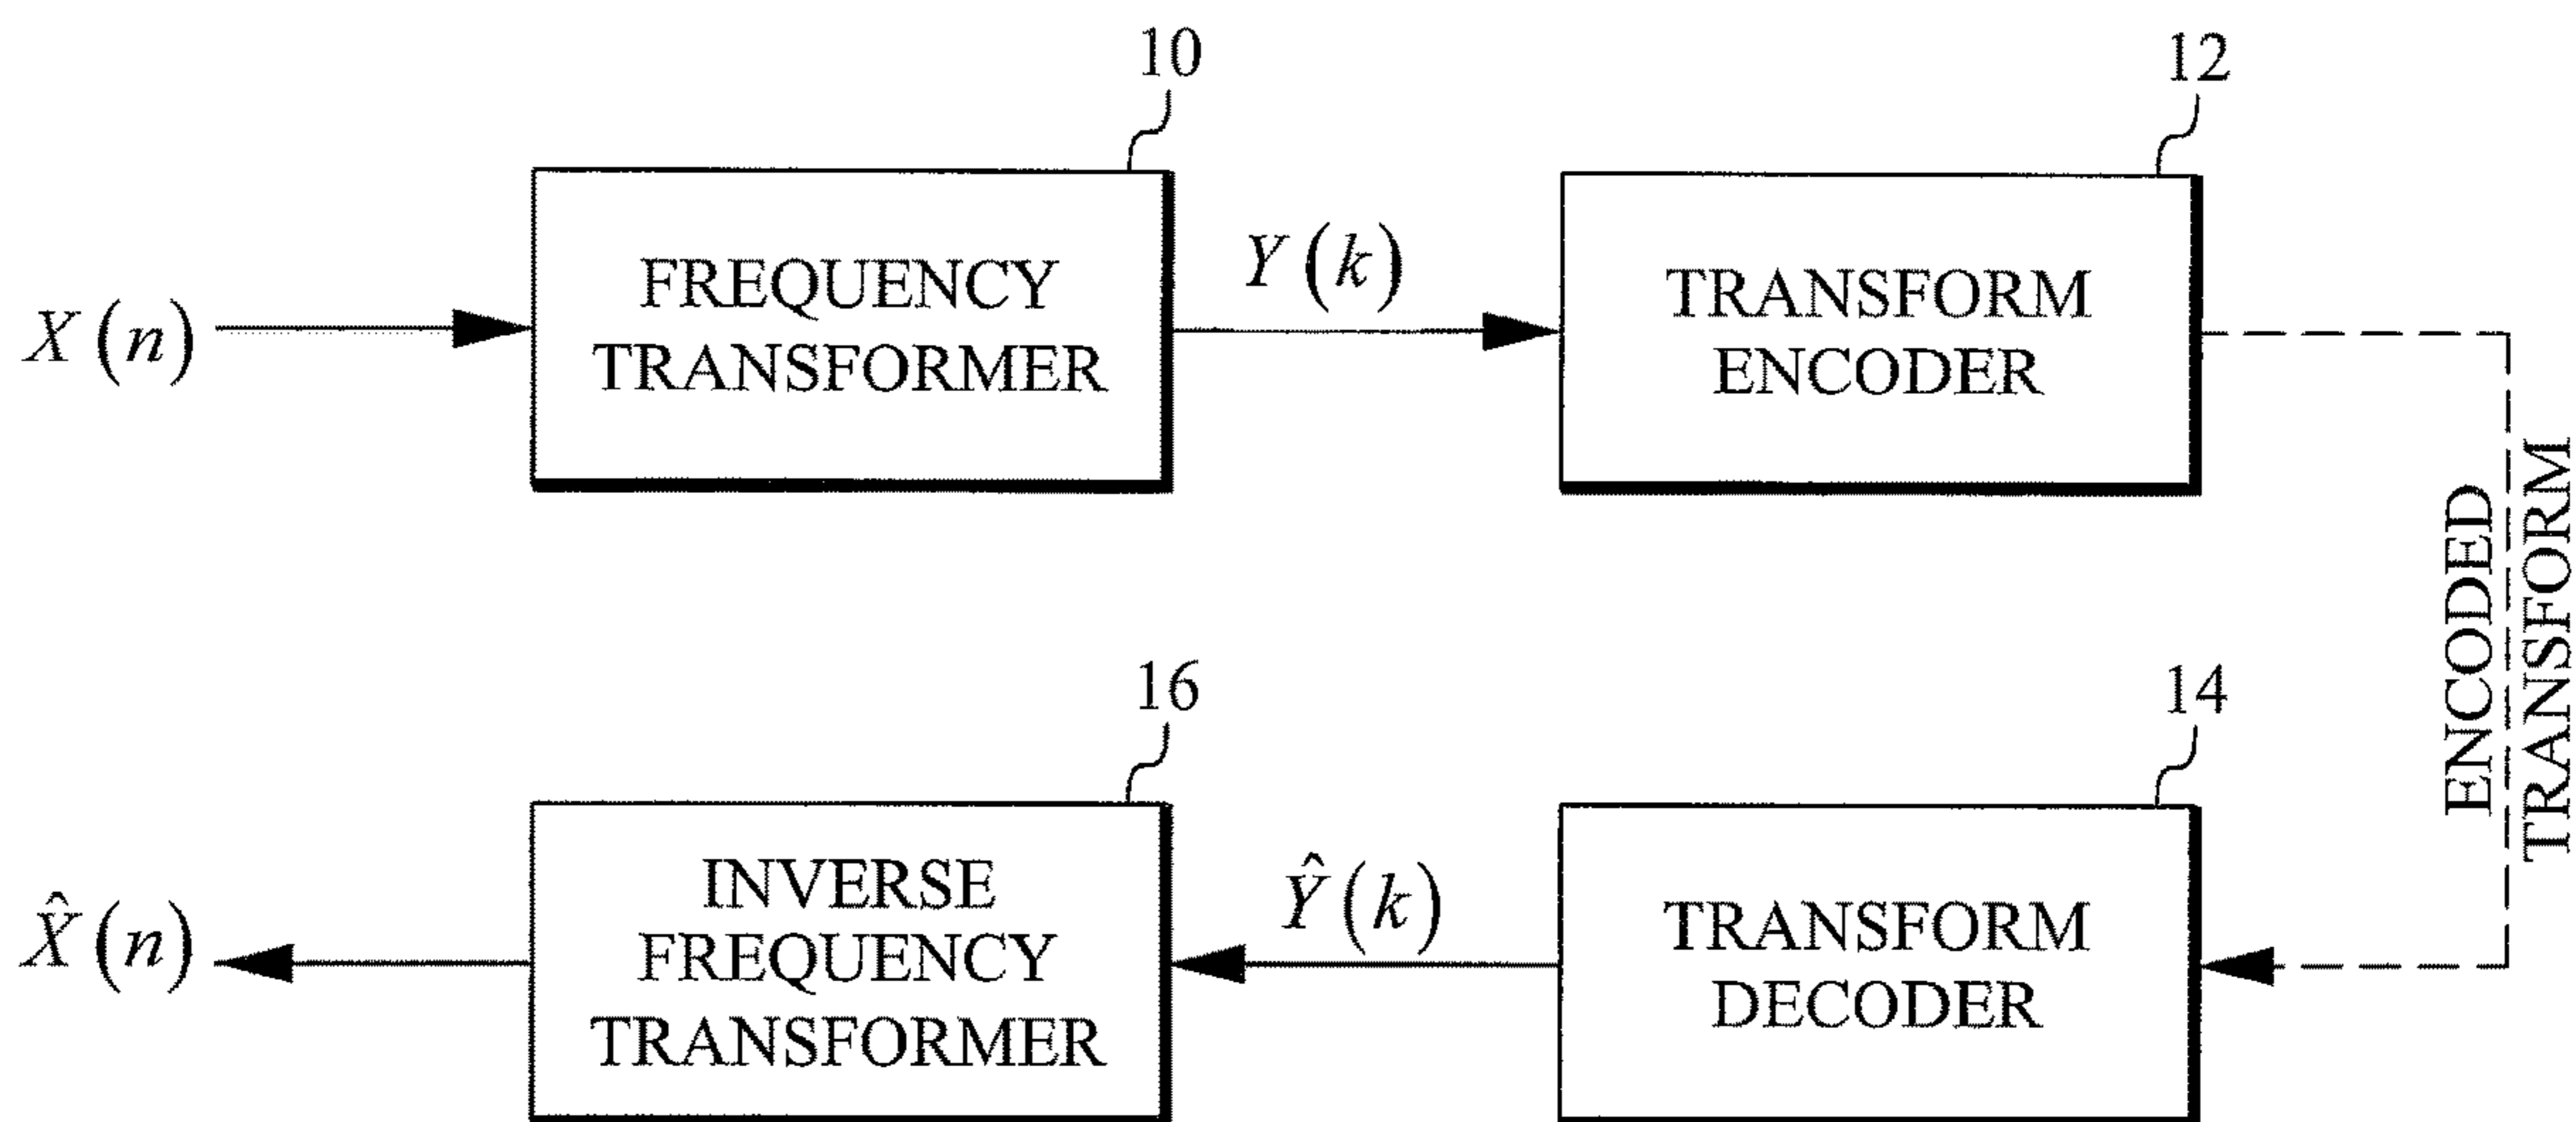 10
12
X(n)
FREQUENCY
TRANSFORMER
Y(k)
TRANSFORM
ENCODER
ENCODED
TRANSFORM
16
14
X̂(n)
INVERSE
FREQUENCY
TRANSFORMER
Ŷ(k)
TRANSFORM
DECODER